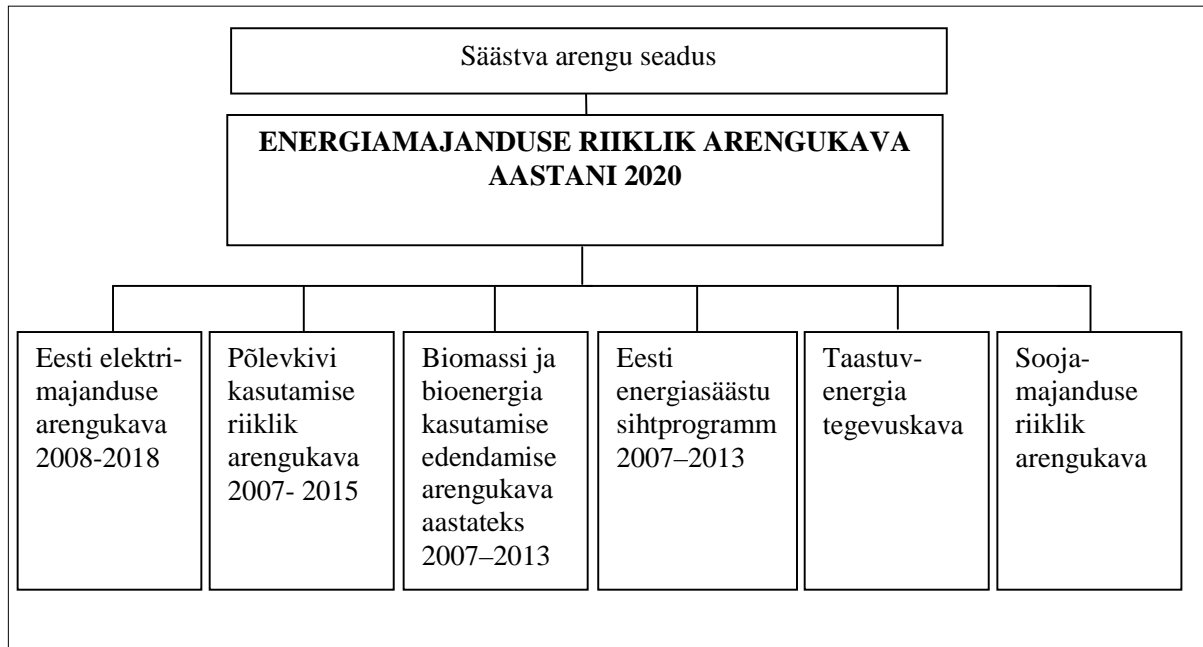 Säästva arengu seadus
ENERGIAMAJANDUSE RIIKLIK ARENGUKAVA
AASTANI 2020
Eesti elektri-
majanduse
arengukava
2008-2018
Põlevkivi
kasutamise
riiklik
arengukava
2007- 2015
Biomassi ja
bioenergia
kasutamise
edendamise
arengukava
aastateks
2007–2013
Eesti
energiasäästu
sihtprogramm
2007–2013
Taastuv-
energia
tegevuskava
Sooja-
majanduse
riiklik
arengukava